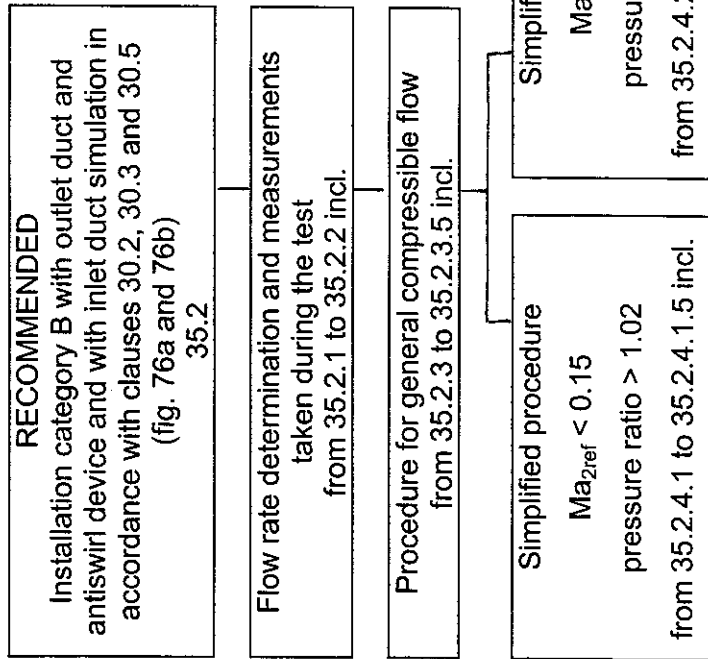 RECOMMENDED
Installation category B with outlet duct and
antiswirl device and with inlet duct simulation in
accordance with clauses 30.2, 30.3 and 30.5
(fig. 76a and 76b)
35.2
Flow rate determination and measurements
taken during the test
from 35.2.1 to 35.2.2 incl.
Procedure for general compressible flow
from 35.2.3 to 35.2.3.5 incl.
Simplified procedure
Ma2ref < 0.15
pressure ratio > 1.02
from 35.2.4.1 to 35.2.4.1.5 incl.
Simplif
Ma
pressu
from 35.2.4.2